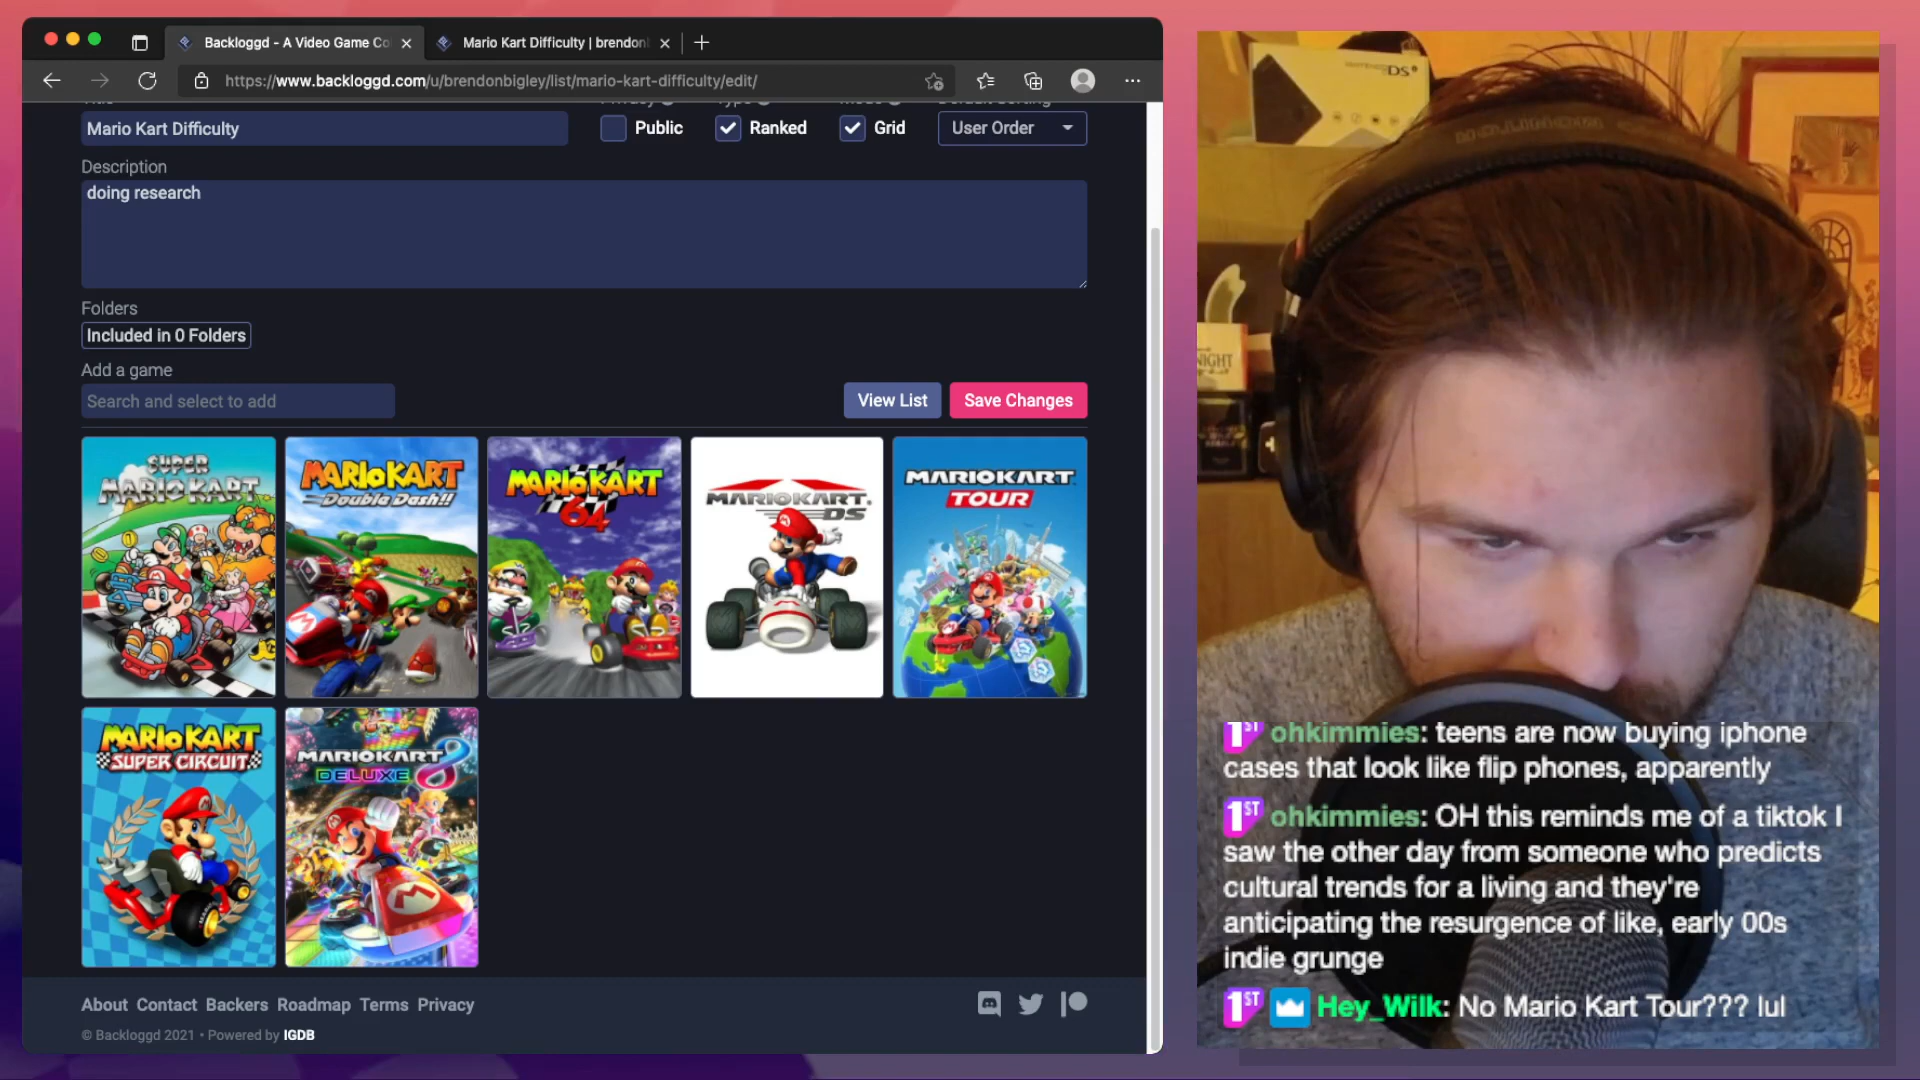 Backloggd - A Video Game Co
Mario Kart Difficulty | brendonb
https://www.backloggd.com/u/brendonbigley/list/mario-kart-difficulty/edit/
Mario Kart Difficulty
Public
Ranked
Grid
User Order
Description
doing research
Folders
Included in 0 Folders
Add a game
Search and select to add
View List
Save Changes
SUPER
MARIO KART
MARIO KART
Double Dash!!
MARIO KART
64
MARIO KART
DS
MARIO KART
TOUR
MARIO KART
SUPER CIRCUIT
MARIO KART 8
DELUXE
About Contact Backers Roadmap Terms Privacy
© Backloggd 2021 • Powered by IGDB
NINTENDO DSi
1ST ohkimmies: teens are now buying iphone
cases that look like flip phones, apparently
1ST ohkimmies: OH this reminds me of a tiktok I
saw the other day from someone who predicts
cultural trends for a living and they're
anticipating the resurgence of like, early 00s
indie grunge
1ST Hey_Wilk: No Mario Kart Tour??? lul